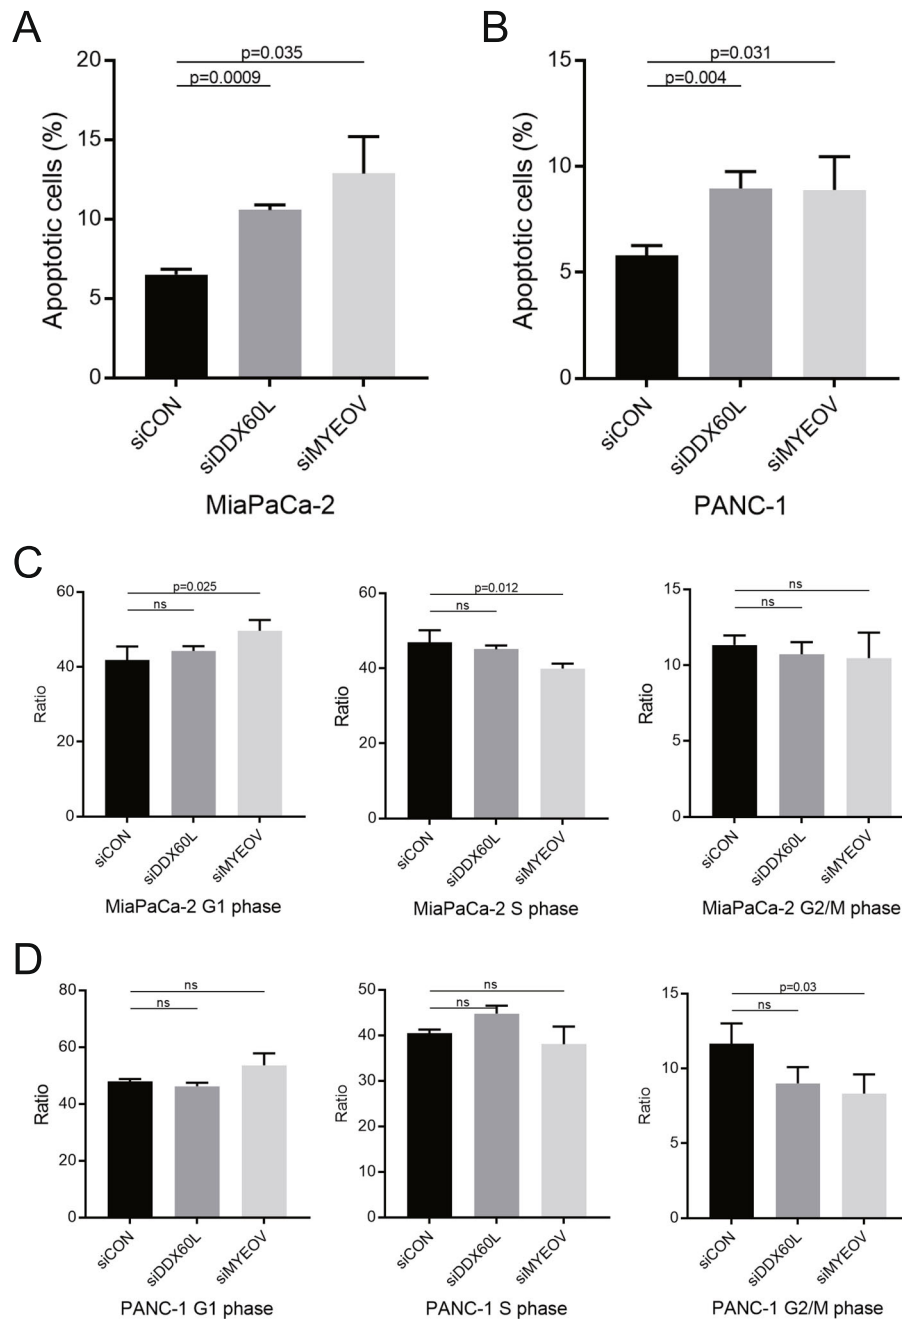 A
B
p=0.035
p=0.0009
20
15
10
5
0
Apoptotic cells (%)
siCON
siDDX60L
siMYEOV
MiaPaCa-2
p=0.031
p=0.004
15
10
5
0
Apoptotic cells (%)
siCON
siDDX60L
siMYEOV
PANC-1
C
p=0.025
ns
60
40
20
0
Ratio
siCON
siDDX60L
siMYEOV
MiaPaCa-2 G1 phase
p=0.012
ns
60
40
20
0
Ratio
siCON
siDDX60L
siMYEOV
MiaPaCa-2 S phase
ns
ns
15
10
5
0
Ratio
siCON
siDDX60L
siMYEOV
MiaPaCa-2 G2/M phase
D
ns
ns
80
60
40
20
0
Ratio
siCON
siDDX60L
siMYEOV
PANC-1 G1 phase
ns
ns
50
40
30
20
10
0
Ratio
siCON
siDDX60L
siMYEOV
PANC-1 S phase
p=0.03
ns
15
10
5
0
Ratio
siCON
siDDX60L
siMYEOV
PANC-1 G2/M phase